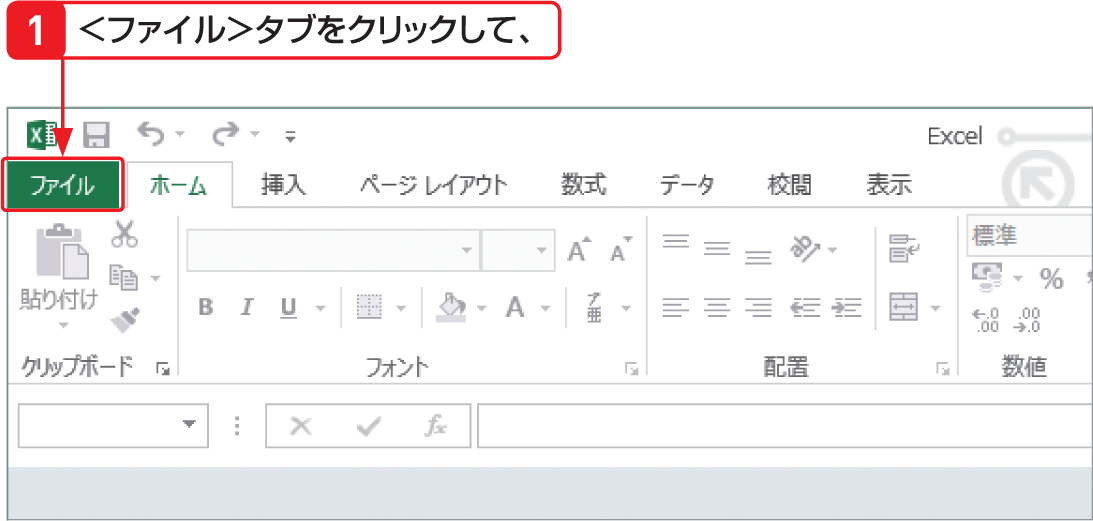 1 ＜ファイル＞タブをクリックして、
Excel
ファイル ホーム 挿入 ページ レイアウト 数式 データ 校閲 表示
標準
A A %
貼り付け
B I U A ア亜
←.0 .00
.00 →.0
クリップボード フォント 配置 数値
fx